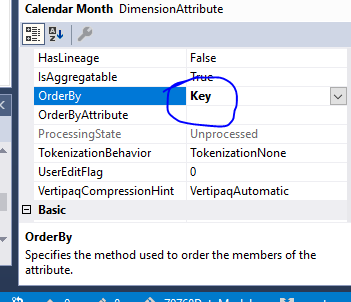 Calendar Month DimensionAttribute
HasLineage False
IsAggregatable True
OrderBy Key
OrderByAttribute
ProcessingState Unprocessed
TokenizationBehavior TokenizationNone
UserEditFlag 0
VertipaqCompressionHint VertipaqAutomatic
Basic
OrderBy
Specifies the method used to order the members of the
attribute.